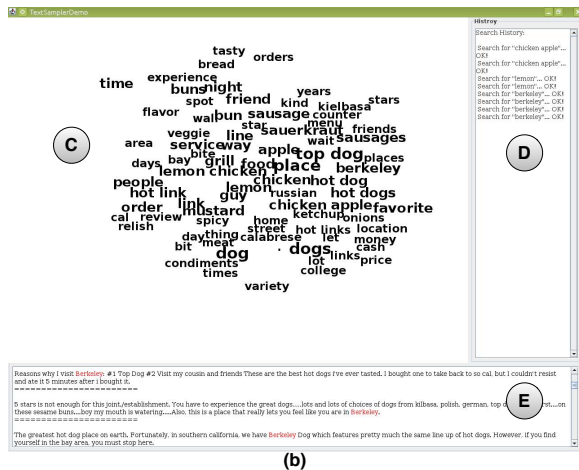 TextSamplerDemo
Histroy
Search History:
Search for "chicken apple"...
OK!
Search for "chicken apple"...
OK!
Search for "lemon"... OK!
Search for "lemon"... OK!
Search for "berkeley"... OK!
Search for "berkeley"... OK!
Search for "berkeley"... OK!
Search for "berkeley"... OK!
tasty
orders
bread
time experience
buns night years
spot friend kind kielbasa stars
flavor wall bun sausage counter
star menu
veggie line sauerkraut friends
area service way wait sausages
bite apple top dog places
days bay grill food place berkeley
lemon chicken chicken hot dog
people lemon russian
hot link guy hot dogs
order link chicken apple favorite
mustard ketchup
cal review spicy home onions
relish street hot links location
day thing calabrese let money
bit meat dogs cash
dog lot links price
condiments
times college
variety
C
D
Reasons why I visit Berkeley: #1 Top Dog #2 Visit my cousin and friends These are the best hot dogs I've ever tasted. I bought one to take back to so cal, but I couldn't resist
and ate it 5 minutes after i bought it.
=======================
5 stars is not enough for this joint/establishment. You have to experience the great dogs....lots and lots of choices of dogs from kilbasa, polish, german, top d E rst....on
these sesame buns....boy my mouth is watering.....Also, this is a place that really lets you feel like you are in Berkeley.
=======================
The greatest hot dog place on earth. Fortunately, in southern california, we have Berkeley Dog which features pretty much the same line up of hot dogs. However, if you find
yourself in the bay area, you must stop here.
(b)